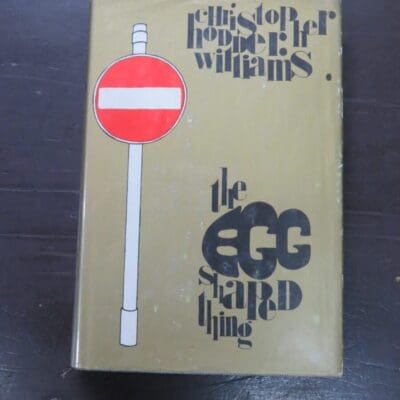 christopher
hodder
williams.
the
EGG
shapeD
thing